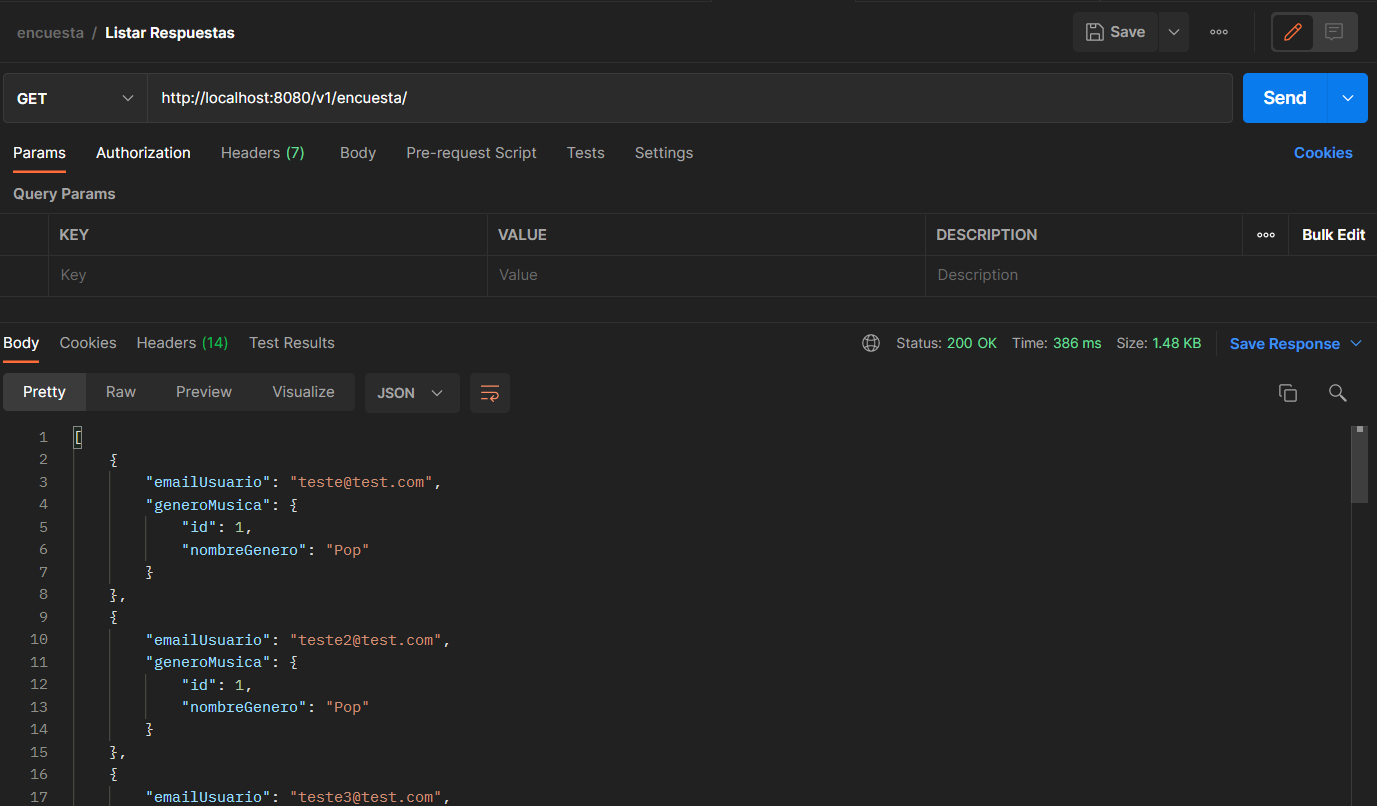 encuesta / Listar Respuestas
Save
GET http://localhost:8080/v1/encuesta/ Send
Params Authorization Headers (7) Body Pre-request Script Tests Settings Cookies
Query Params
KEY VALUE DESCRIPTION Bulk Edit
Key Value Description
Body Cookies Headers (14) Test Results Status: 200 OK Time: 386 ms Size: 1.48 KB Save Response
Pretty Raw Preview Visualize JSON
1 [
2 {
3 "emailUsuario": "teste@test.com",
4 "generoMusica": {
5 "id": 1,
6 "nombreGenero": "Pop"
7 }
8 },
9 {
10 "emailUsuario": "teste2@test.com",
11 "generoMusica": {
12 "id": 1,
13 "nombreGenero": "Pop"
14 }
15 },
16 {
17 "emailUsuario": "teste3@test.com",